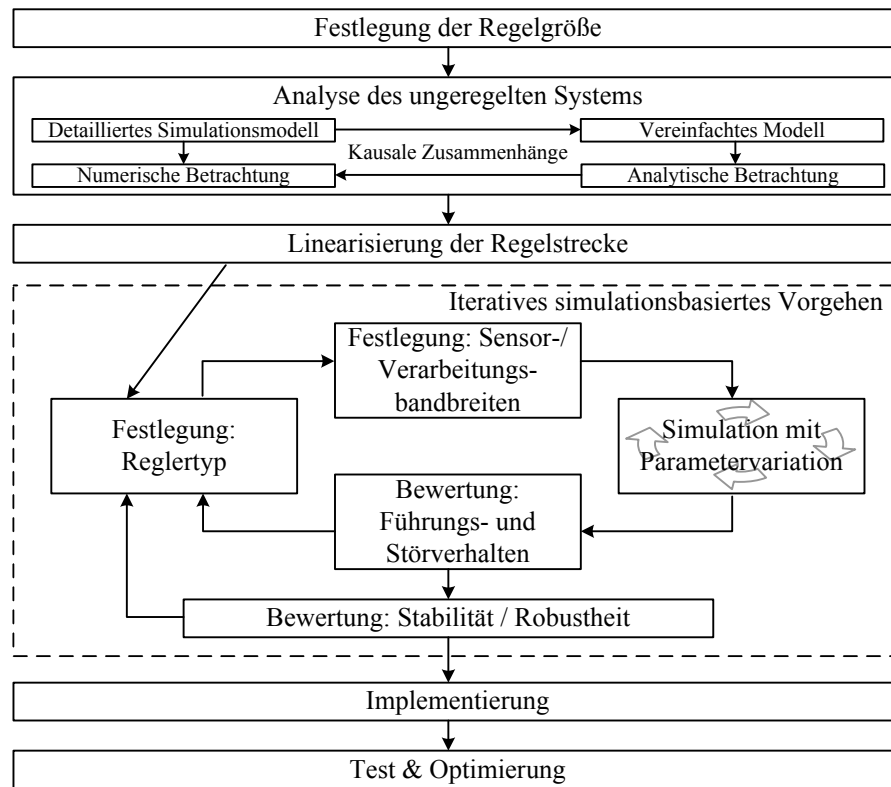 Festlegung der Regelgröße
Analyse des ungeregelten Systems
Detailliertes Simulationsmodell
Vereinfachtes Modell
Kausale Zusammenhänge
Numerische Betrachtung
Analytische Betrachtung
Linearisierung der Regelstrecke
Iteratives simulationsbasiertes Vorgehen
Festlegung: Sensor-/
Verarbeitungs-
bandbreiten
Festlegung:
Reglertyp
Simulation mit
Parametervariation
Bewertung:
Führungs- und
Störverhalten
Bewertung: Stabilität / Robustheit
Implementierung
Test & Optimierung